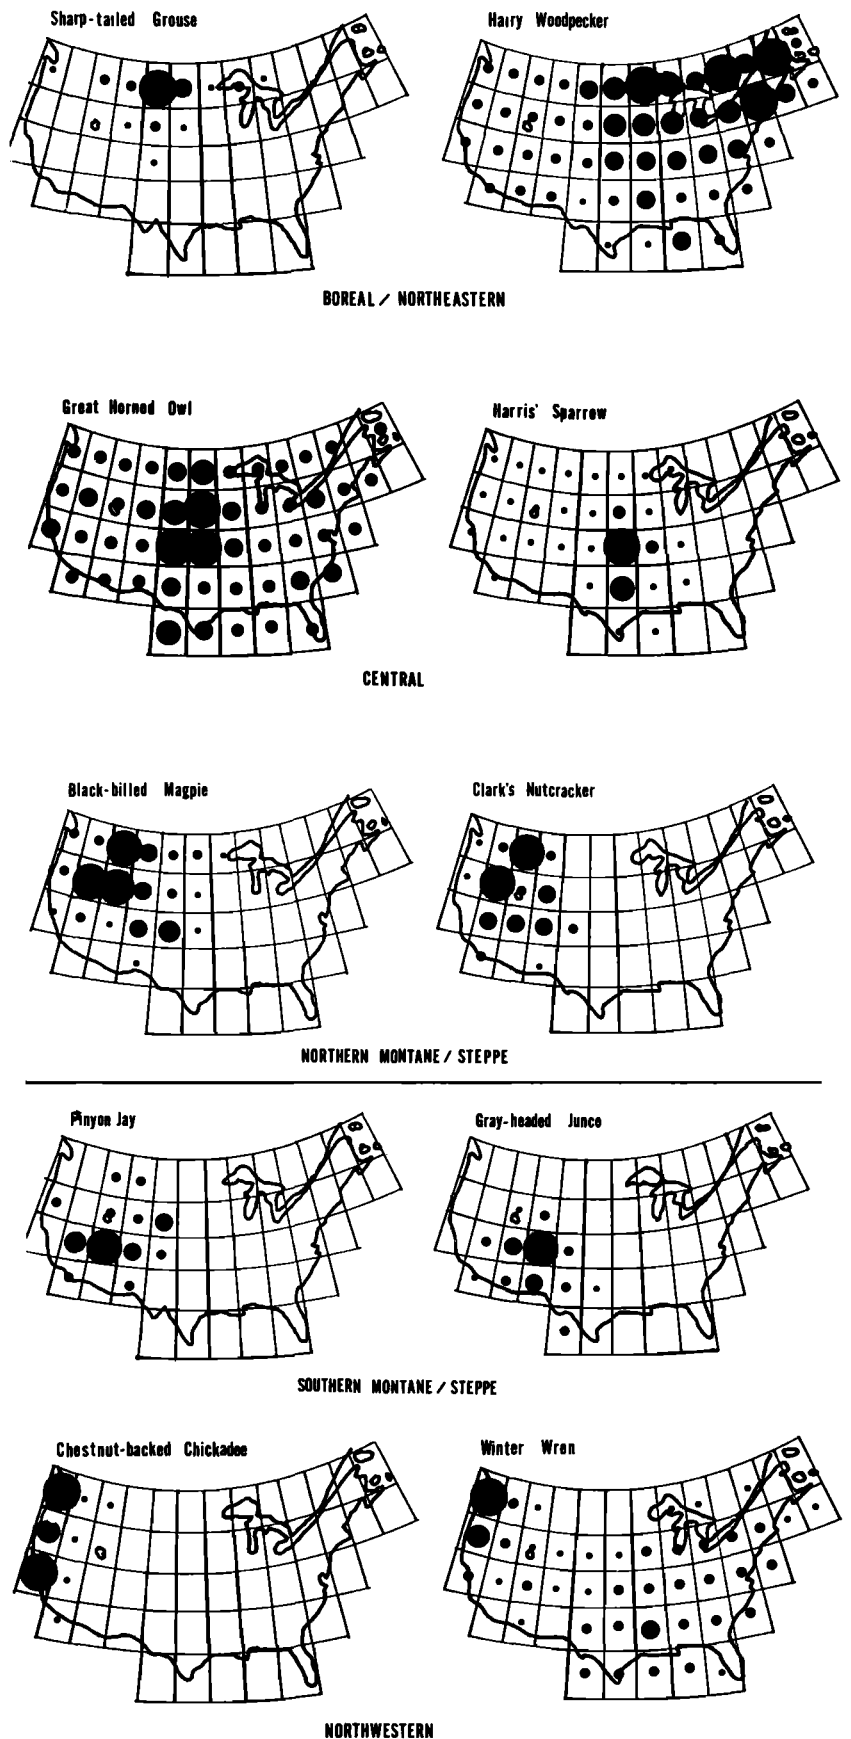 Sharp-tailed Grouse
Hairy Woodpecker
BOREAL / NORTHEASTERN
Great Horned Owl
Harris' Sparrow
CENTRAL
Black-billed Magpie
Clark's Nutcracker
NORTHERN MONTANE / STEPPE
Pinyon Jay
Gray-headed Junco
SOUTHERN MONTANE / STEPPE
Chestnut-backed Chickadee
Winter Wren
NORTHWESTERN